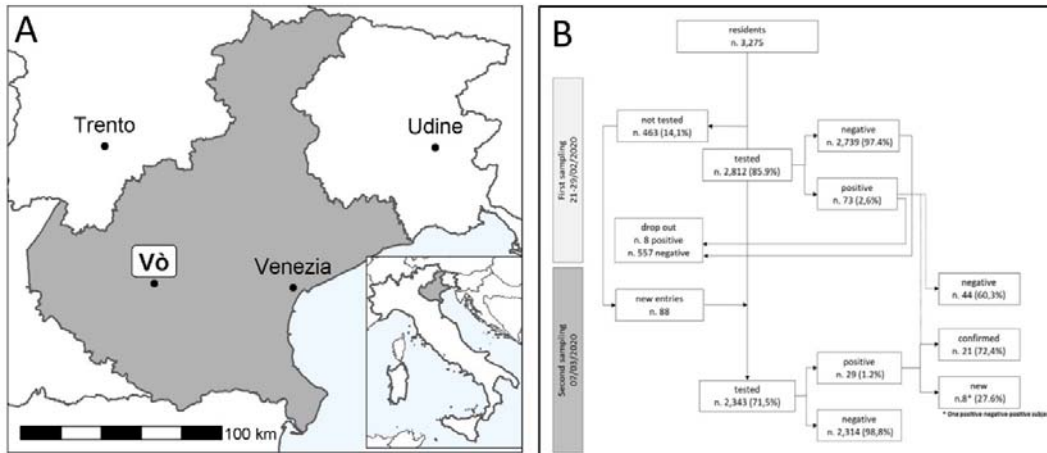 A
Trento
Udine
Vò
Venezia
100 km
B
residents
n. 3,275
First sampling
21-29/02/2020
not tested
n. 463 (14,1%)
negative
n. 2,739 (97.4%)
tested
n. 2,812 (85.9%)
positive
n. 73 (2,6%)
drop out
n. 8 positive
n. 557 negative
Second sampling
07/03/2020
new entries
n. 88
negative
n. 44 (60,3%)
confirmed
n. 21 (72,4%)
positive
n. 29 (1.2%)
new
n.8* (27.6%)
* One positive-negative-positive subje
tested
n. 2,343 (71,5%)
negative
n. 2,314 (98,8%)